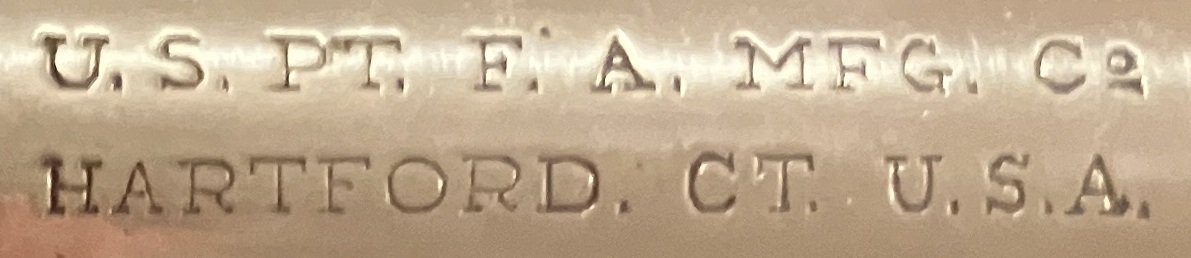 U.S. PT. F. A. MFG. Cº
HARTFORD. CT. U.S.A.